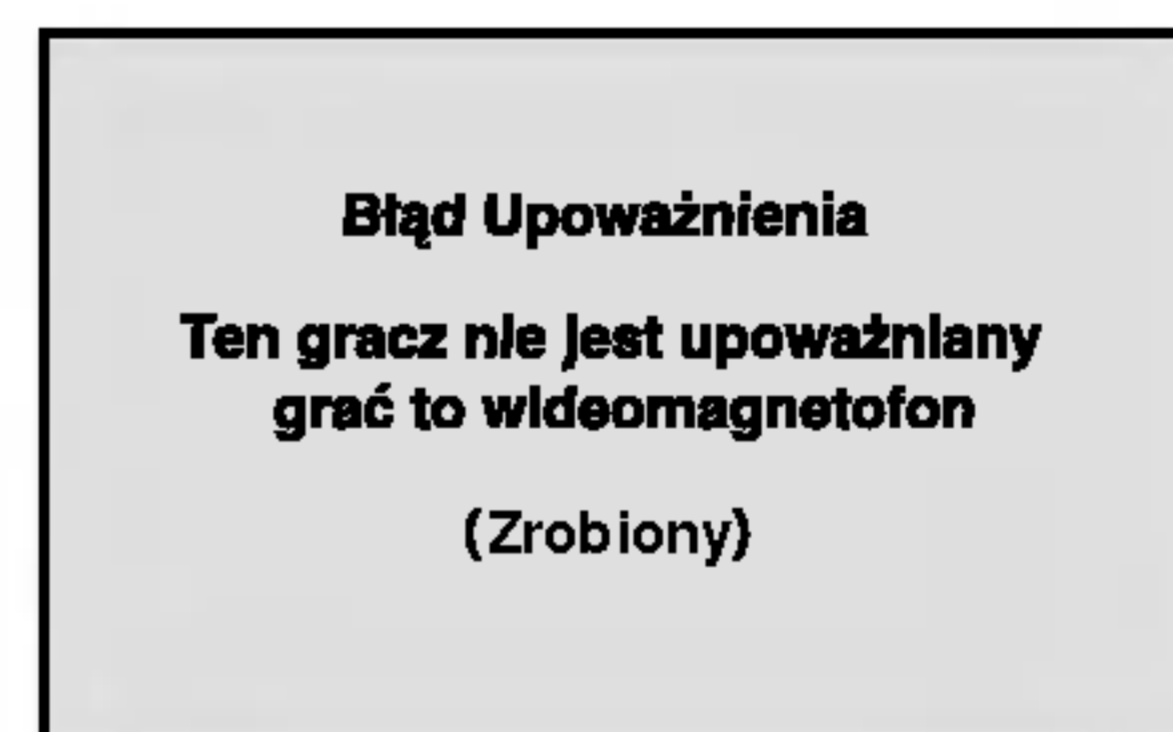 Błąd Upoważnienia
Ten gracz nie jest upoważniany
grać to wideomagnetofon
(Zrobiony)